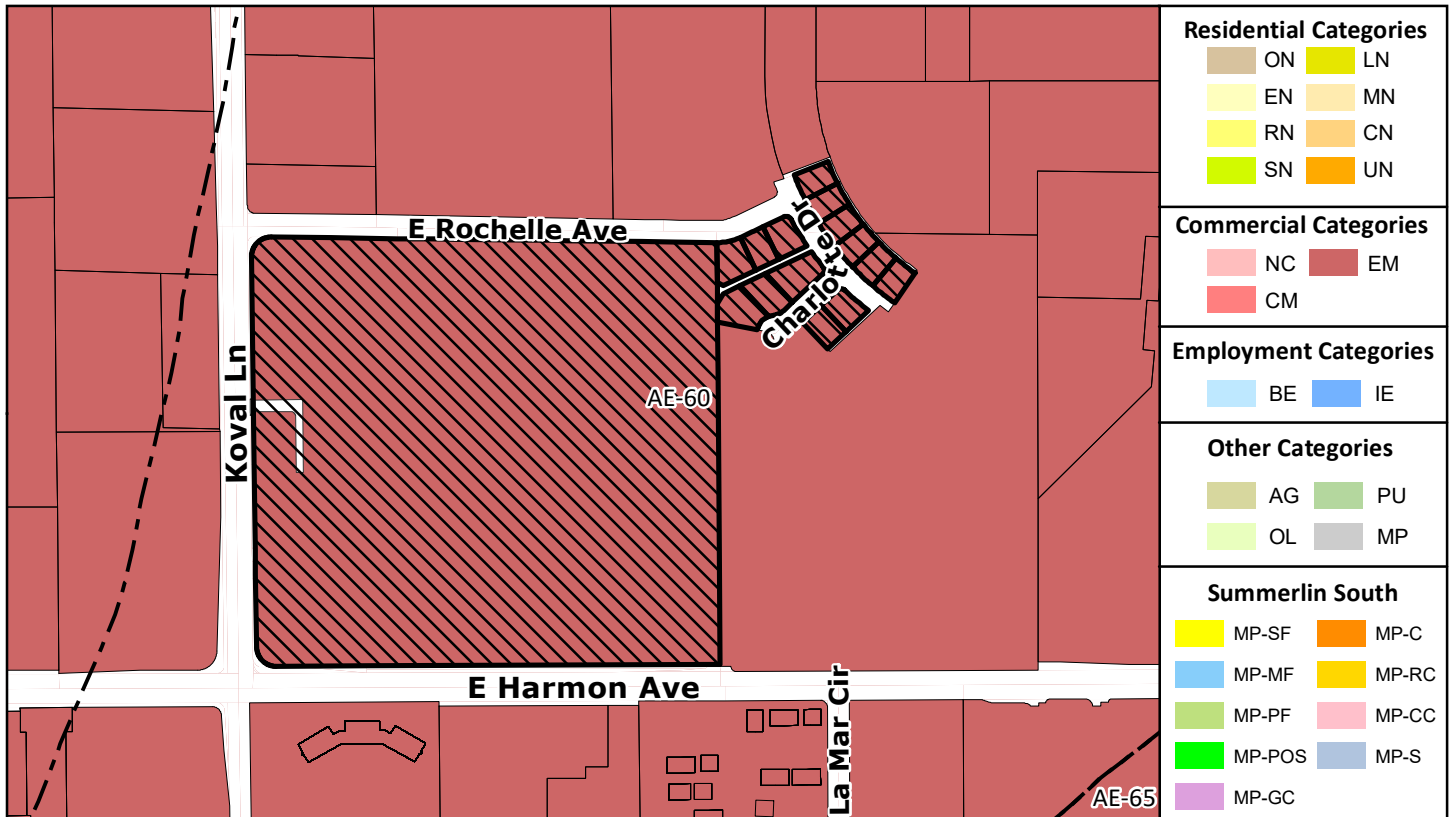 E Rochelle Ave
Charlotte Dr
Charlotte Dr
Koval Ln
AE-60
E Harmon Ave
La Mar Cir
AE-65
Residential Categories
ON LN
EN MN
RN CN
SN UN
Commercial Categories
NC EM
CM
Employment Categories
BE IE
Other Categories
AG PU
OL MP
Summerlin South
MP-SF MP-C
MP-MF MP-RC
MP-PF MP-CC
MP-POS MP-S
MP-GC